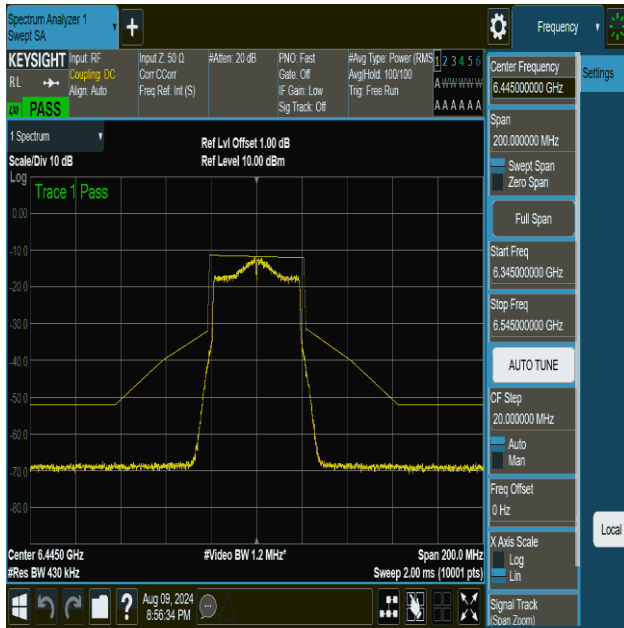 Spectrum Analyzer 1
Swept SA
+
Frequency
KEYSIGHT
RL
PASS
Input: RF
Coupling: DC
Align: Auto
Input Z: 50 Ω
Corr CCorr
Freq Ref: Int (S)
#Atten: 20 dB
PNO: Fast
Gate: Off
IF Gain: Low
Sig Track: Off
#Avg Type: Power (RMS
Avg|Hold: 100/100
Trig: Free Run
1 2 3 4 5 6
A W W W W W
A A A A A A
Center Frequency
6.445000000 GHz
Settings
Span
200.000000 MHz
Swept Span
Zero Span
Full Span
Start Freq
6.345000000 GHz
Stop Freq
6.545000000 GHz
AUTO TUNE
CF Step
20.000000 MHz
Auto
Man
Freq Offset
0 Hz
X Axis Scale
Log
Lin
Local
Signal Track
(Span Zoom)
1 Spectrum
Scale/Div 10 dB
Ref Lvl Offset 1.00 dB
Ref Level 10.00 dBm
Log
Trace 1 Pass
0.00
-10.0
-20.0
-30.0
-40.0
-50.0
-60.0
-70.0
-80.0
Center 6.4450 GHz
#Res BW 430 kHz
#Video BW 1.2 MHz*
Span 200.0 MHz
Sweep 2.00 ms (10001 pts)
?
Aug 09, 2024
8:56:34 PM